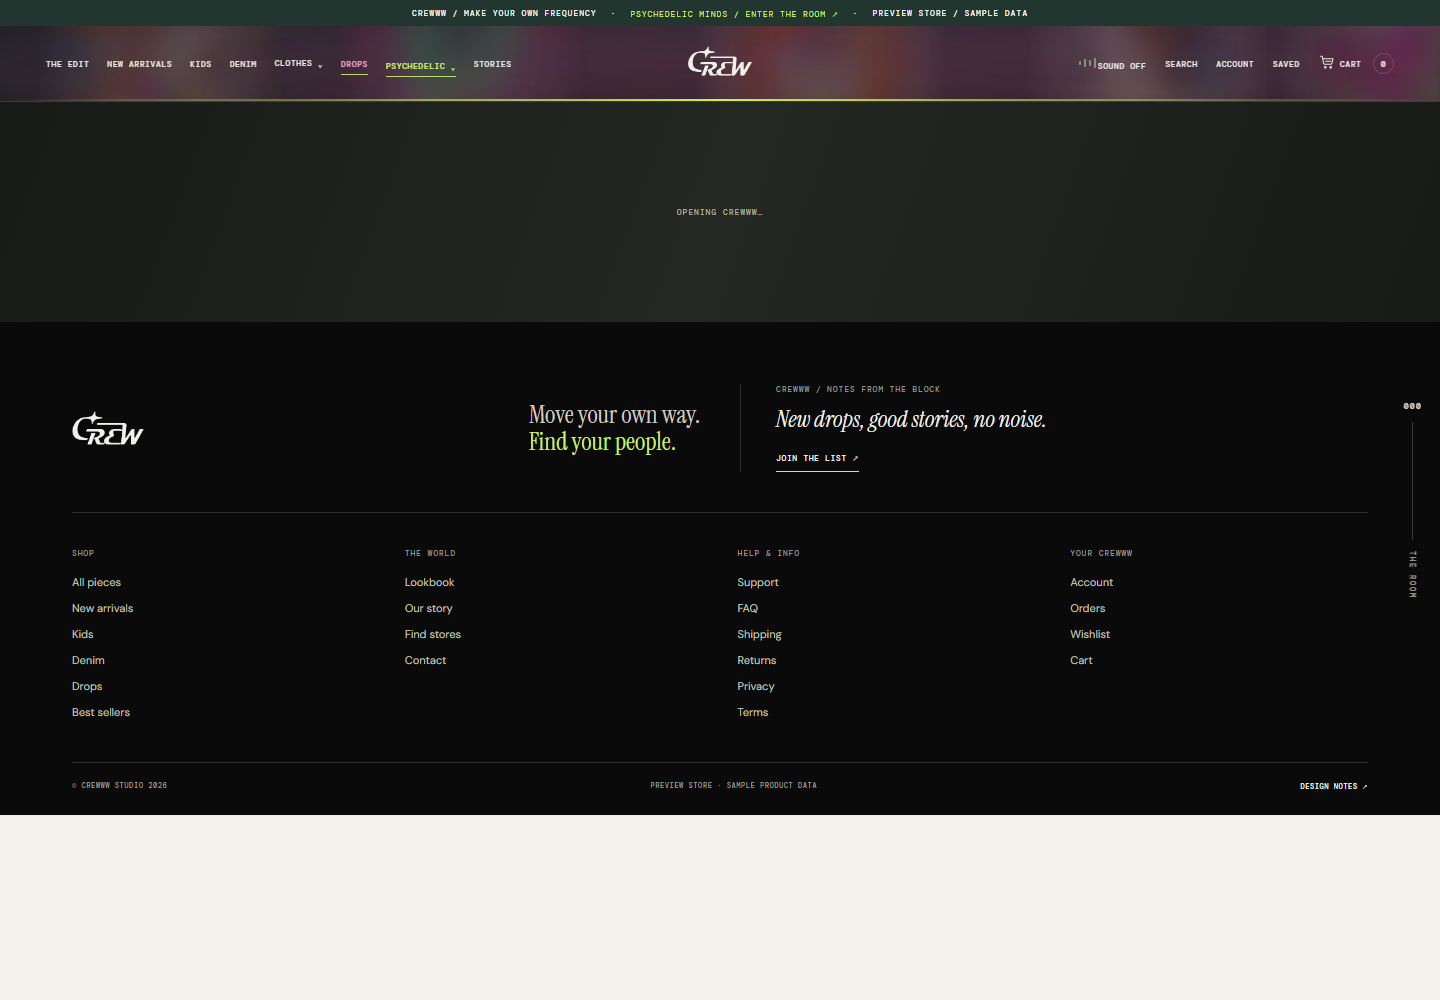 CREWWW / MAKE YOUR OWN FREQUENCY · PSYCHEDELIC MINDS / ENTER THE ROOM ↗ · PREVIEW STORE / SAMPLE DATA
THE EDIT NEW ARRIVALS KIDS DENIM CLOTHES ⌄ DROPS PSYCHEDELIC ⌄ STORIES
CREW
SOUND OFF SEARCH ACCOUNT SAVED CART 0
OPENING CREWWW…
CREW
Move your own way.
Find your people.
CREWWW / NOTES FROM THE BLOCK
New drops, good stories, no noise.
JOIN THE LIST ↗
000
THE ROOM
SHOP
All pieces
New arrivals
Kids
Denim
Drops
Best sellers
THE WORLD
Lookbook
Our story
Find stores
Contact
HELP & INFO
Support
FAQ
Shipping
Returns
Privacy
Terms
YOUR CREWWW
Account
Orders
Wishlist
Cart
© CREWWW STUDIO 2026
PREVIEW STORE · SAMPLE PRODUCT DATA
DESIGN NOTES ↗